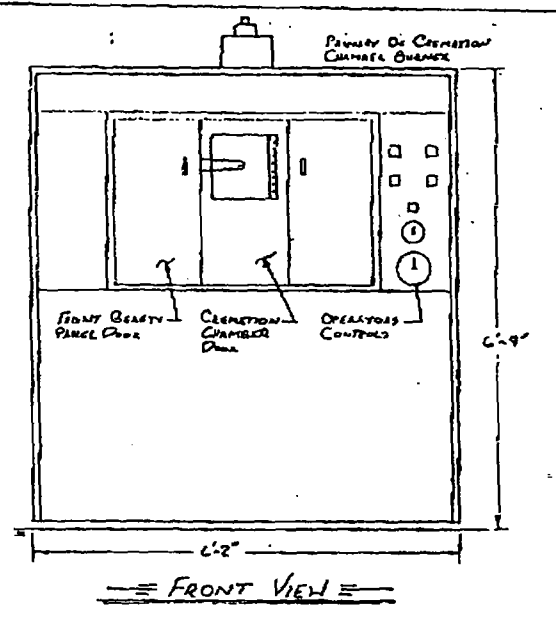 Primary Or Cremation
Chamber Burner
Front Beauty
Panel Door
Cremation
Chamber
Door
Operators
Controls
6'-9"
6'-2"
Front View